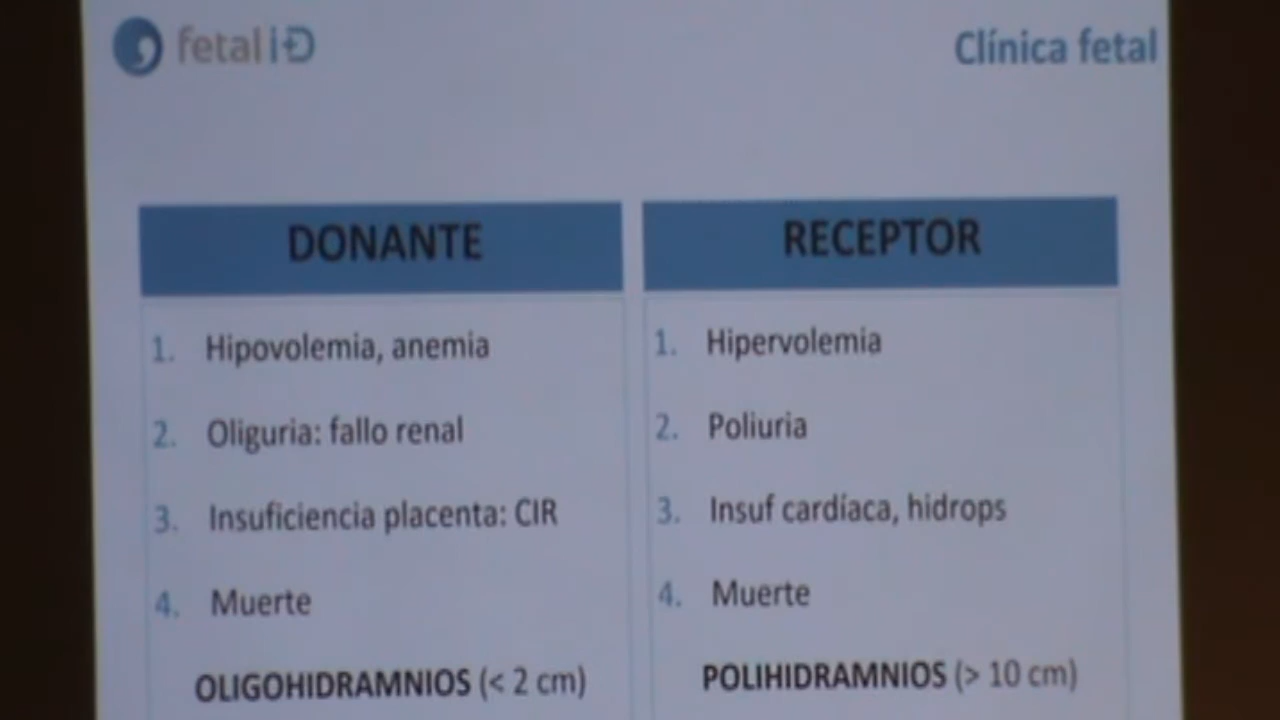 fetal i+D
Clínica fetal
DONANTE
1. Hipovolemia, anemia
2. Oliguria: fallo renal
3. Insuficiencia placenta: CIR
4. Muerte
OLIGOHIDRAMNIOS (< 2 cm)
RECEPTOR
1. Hipervolemia
2. Poliuria
3. Insuf cardíaca, hidrops
4. Muerte
POLIHIDRAMNIOS (> 10 cm)